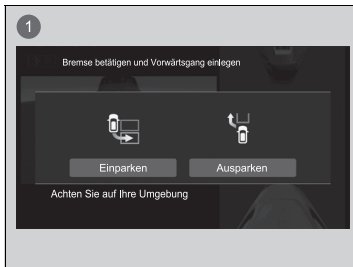 1
Bremse betätigen und Vorwärtsgang einlegen
Einparken
Ausparken
Achten Sie auf Ihre Umgebung